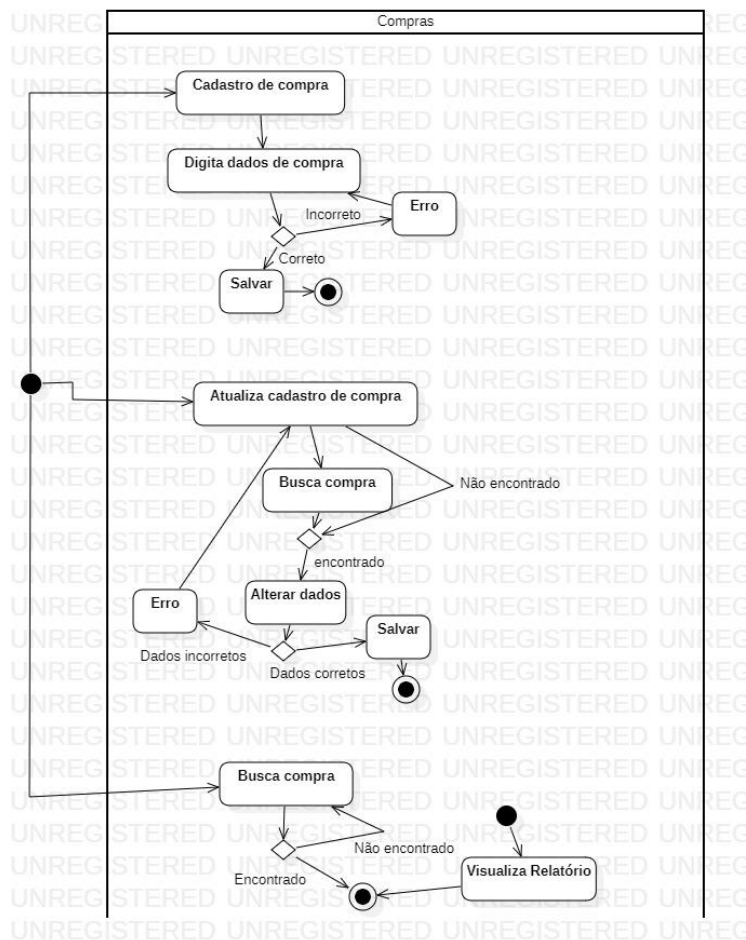 Compras
Cadastro de compra
Digita dados de compra
Incorreto
Erro
Correto
Salvar
Atualiza cadastro de compra
Busca compra
Não encontrado
encontrado
Alterar dados
Erro
Salvar
Dados incorretos
Dados corretos
Busca compra
Não encontrado
Encontrado
Visualiza Relatório
UNREGISTERED